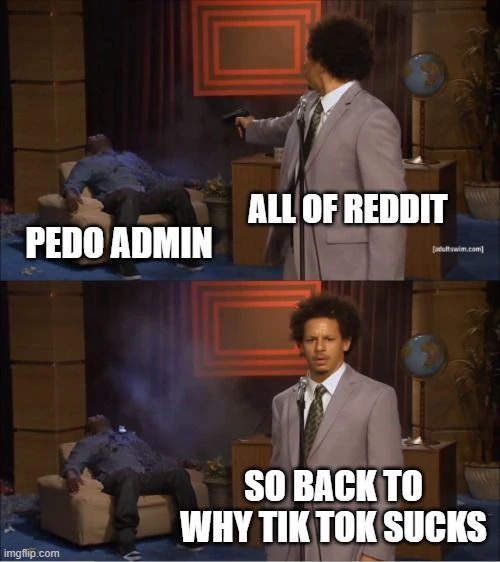 ALL OF REDDIT
PEDO ADMIN
[adultswim.com]
SO BACK TO
WHY TIK TOK SUCKS
imgflip.com